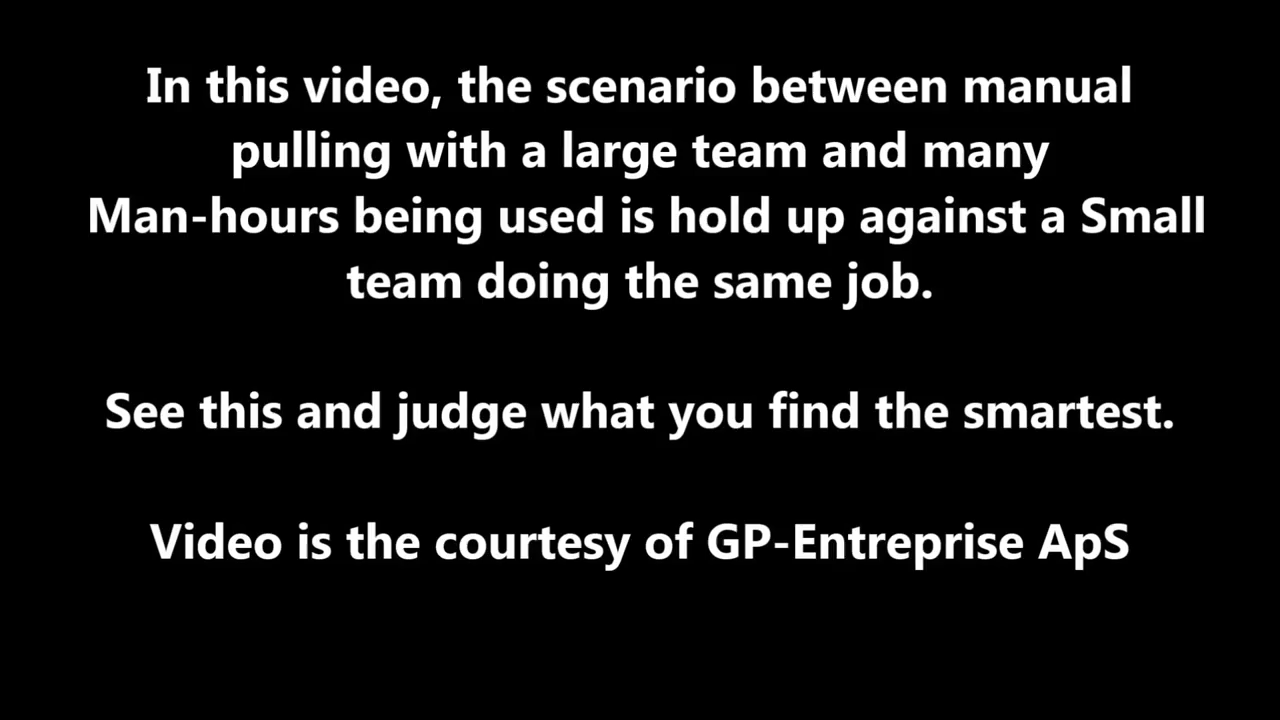 In this video, the scenario between manual
pulling with a large team and many
Man-hours being used is hold up against a Small
team doing the same job.
See this and judge what you find the smartest.
Video is the courtesy of GP-Entreprise ApS